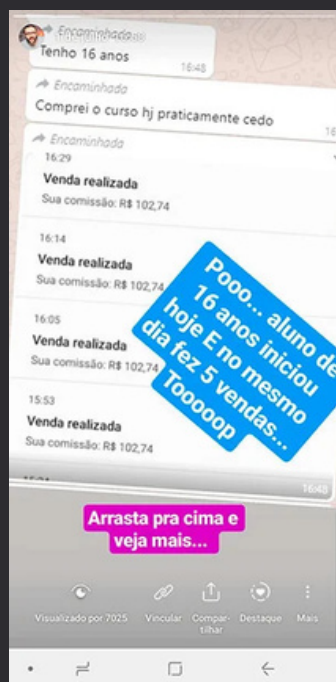 Encaminhada
Tenho 16 anos
16:48
Encaminhada
Comprei o curso hj praticamente cedo
16
Encaminhada
16:29
Venda realizada
Sua comissão: R$ 102,74
16:14
Venda realizada
Sua comissão: R$ 102,74
16:05
Venda realizada
Sua comissão: R$ 102,74
15:53
Venda realizada
Sua comissão: R$ 102,74
16:48
Pooo... aluno de
16 anos iniciou
hoje E no mesmo
dia fez 5 vendas...
Tooooop
Arrasta pra cima e
veja mais...
Visualizado por 7025
Vincular
Compar-
tilhar
Destaque
Mais